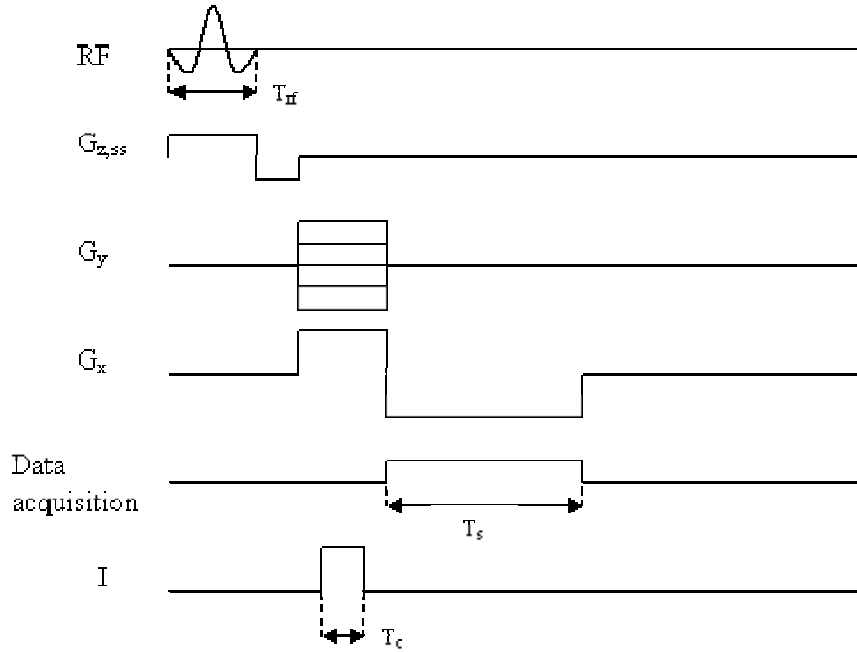 RF
T_rf
G_z,ss
G_y
G_x
Data
acquisition
T_s
I
T_c